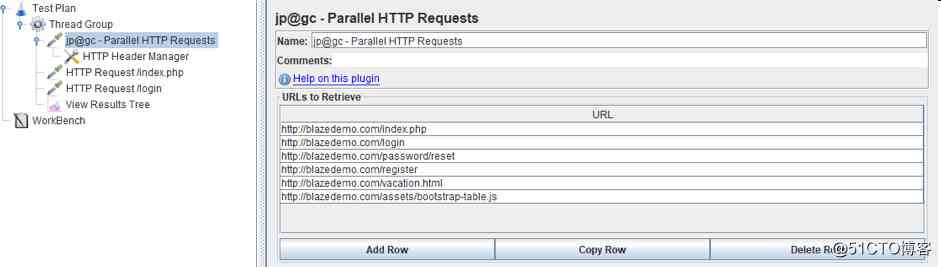 Test Plan
Thread Group
jp@gc - Parallel HTTP Requests
HTTP Header Manager
HTTP Request /index.php
HTTP Request /login
View Results Tree
WorkBench
jp@gc - Parallel HTTP Requests
Name: jp@gc - Parallel HTTP Requests
Comments:
Help on this plugin
URLs to Retrieve
URL
http://blazedemo.com/index.php
http://blazedemo.com/login
http://blazedemo.com/password/reset
http://blazedemo.com/register
http://blazedemo.com/vacation.html
http://blazedemo.com/assets/bootstrap-table.js
Add Row Copy Row Delete Row
@51CTO博客